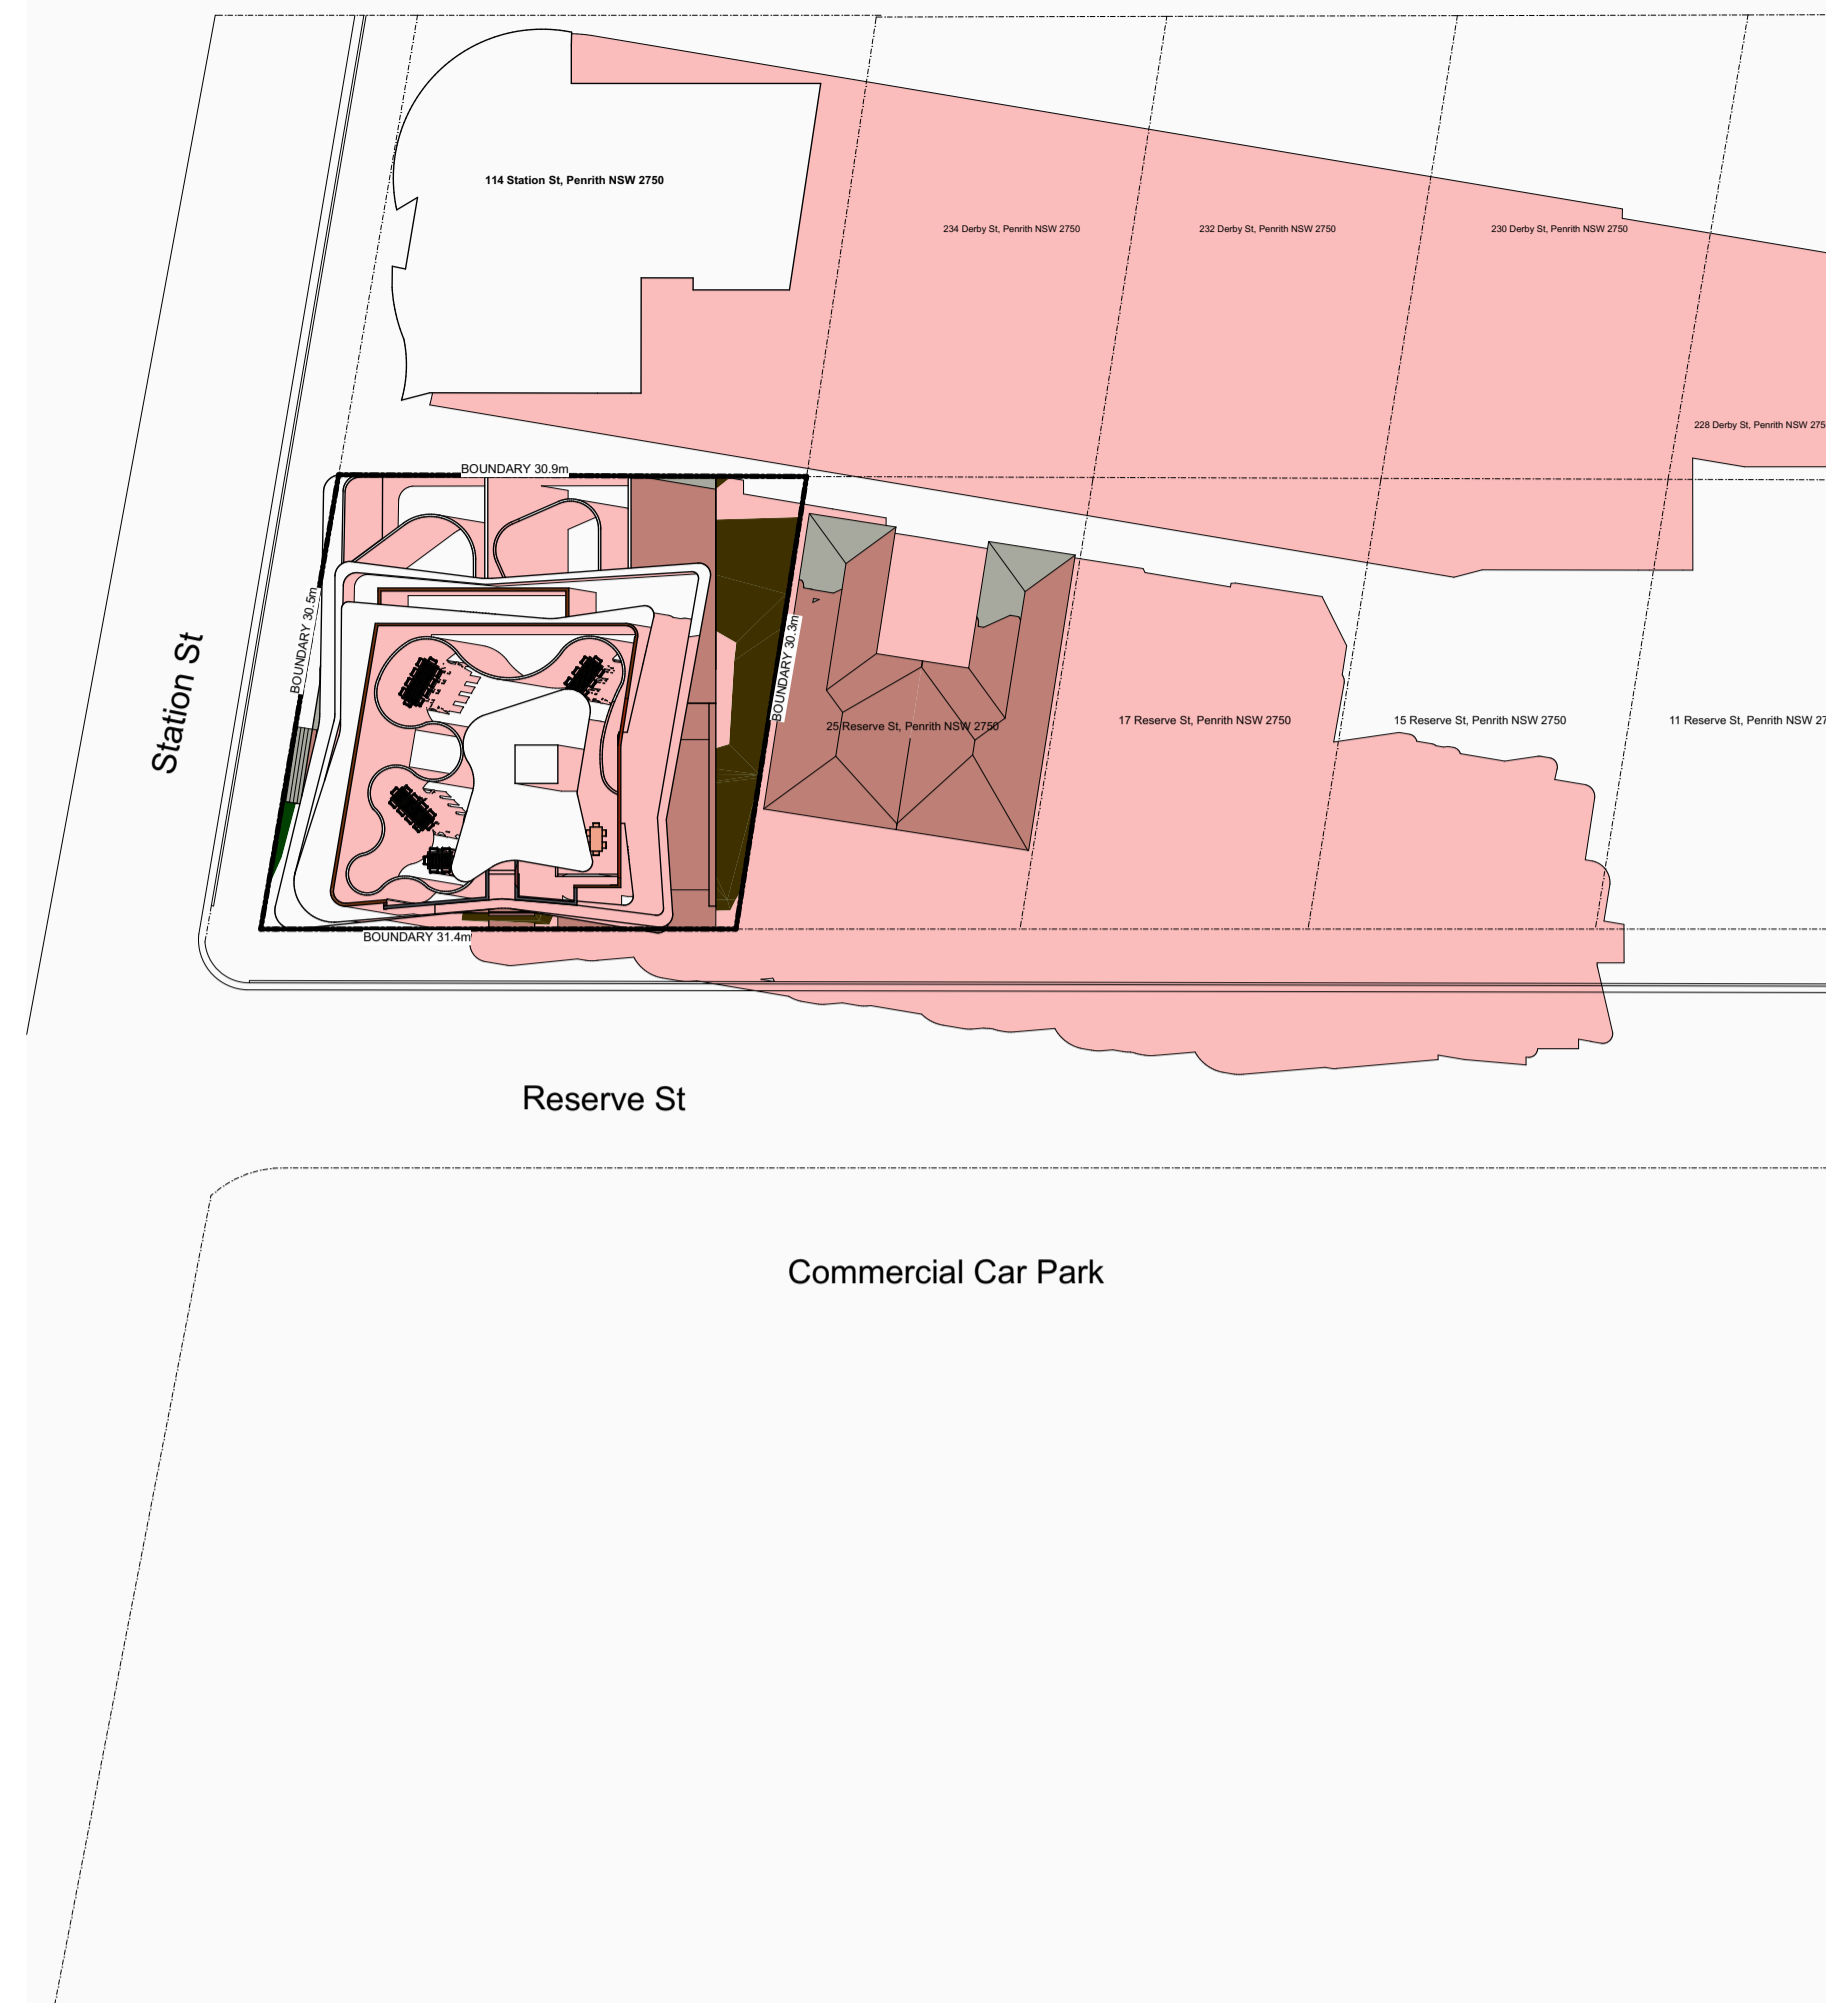 114 Station St, Penrith NSW 2750
234 Derby St, Penrith NSW 2750
232 Derby St, Penrith NSW 2750
230 Derby St, Penrith NSW 2750
228 Derby St, Penrith NSW 275
BOUNDARY 30.9m
BOUNDARY 30.5m
BOUNDARY 30.3m
Station St
25 Reserve St, Penrith NSW 2750
17 Reserve St, Penrith NSW 2750
15 Reserve St, Penrith NSW 2750
11 Reserve St, Penrith NSW 27
BOUNDARY 31.4m
Reserve St
Commercial Car Park